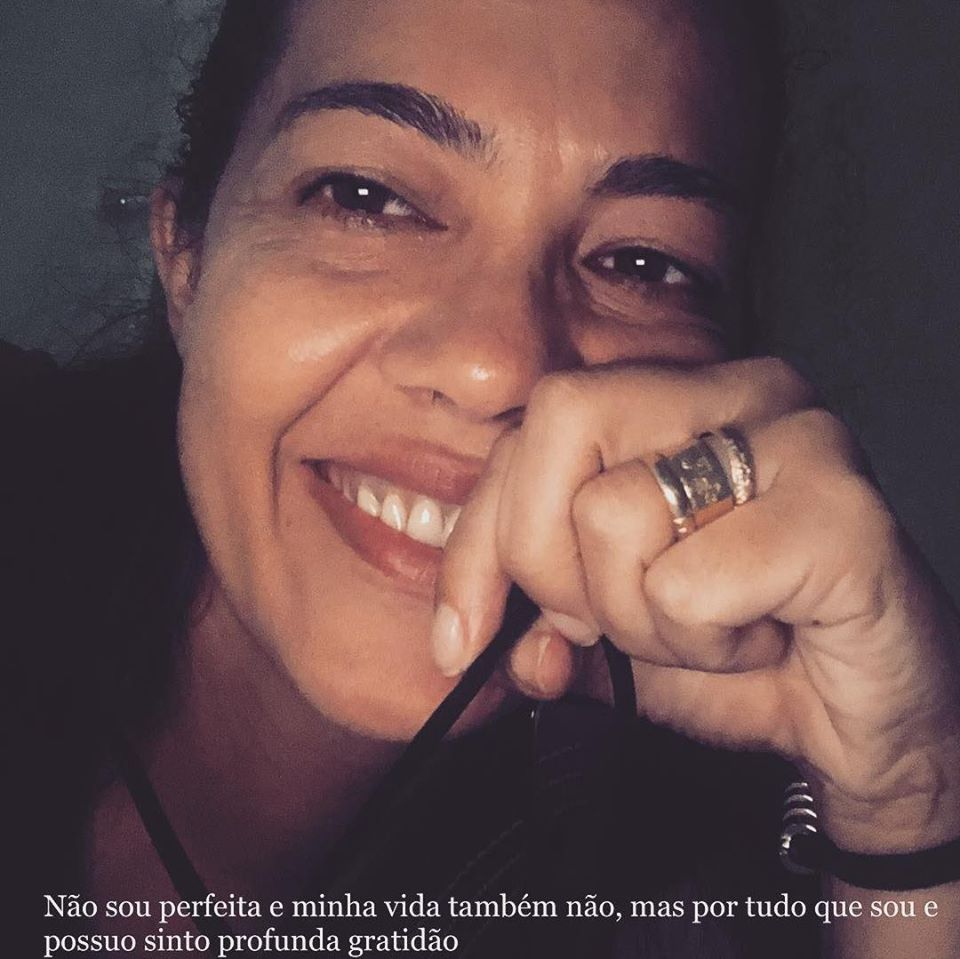 Não sou perfeita e minha vida também não, mas por tudo que sou e
possuo sinto profunda gratidão